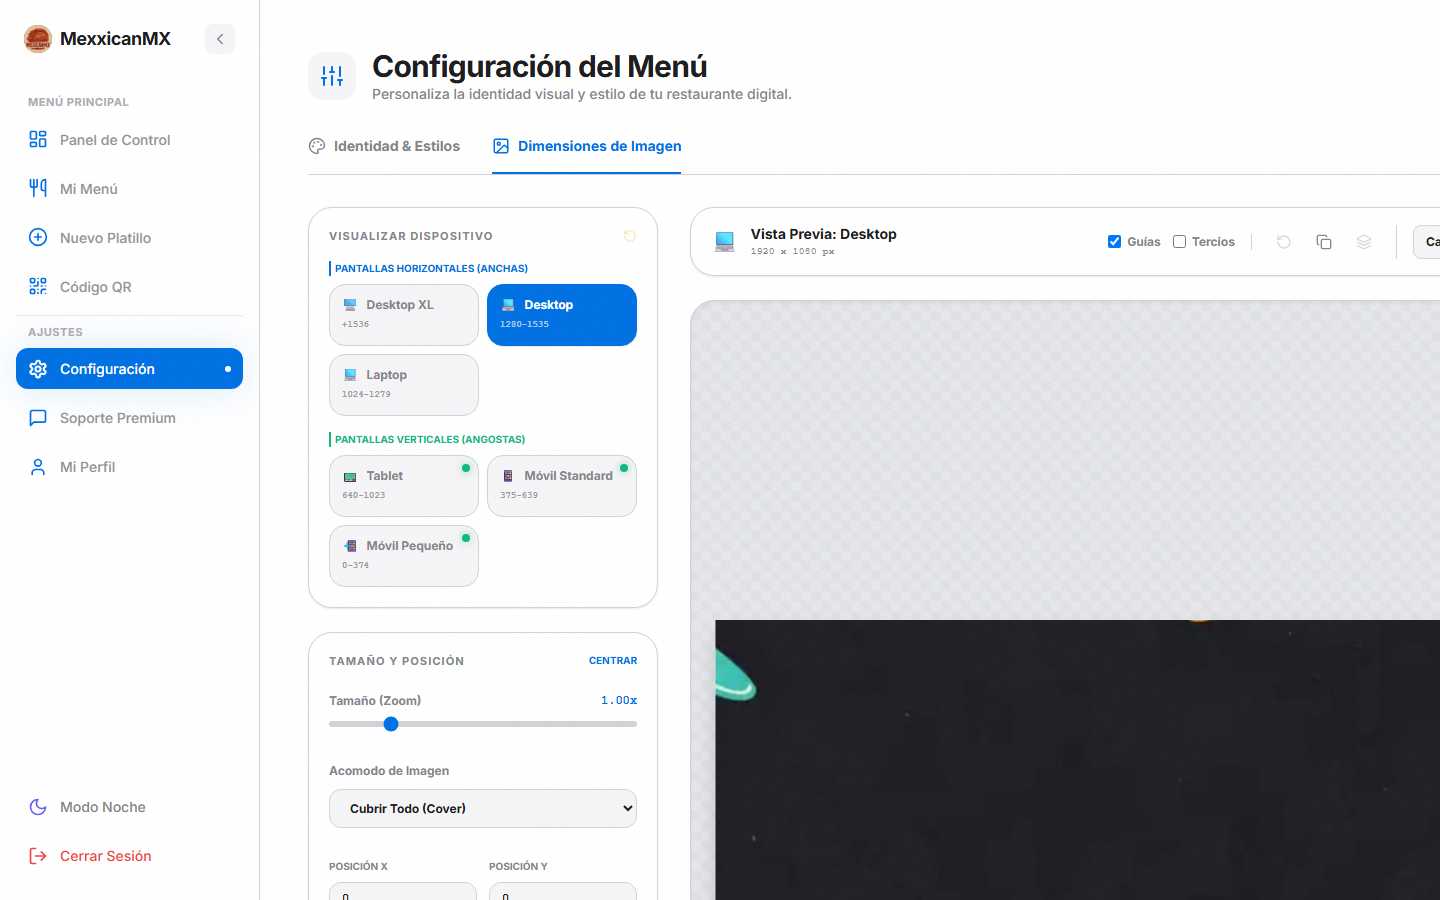 MexxicanMX
MENÚ PRINCIPAL
Panel de Control
Mi Menú
Nuevo Platillo
Código QR
AJUSTES
Configuración
Soporte Premium
Mi Perfil
Modo Noche
Cerrar Sesión
Configuración del Menú
Personaliza la identidad visual y estilo de tu restaurante digital.
Identidad & Estilos
Dimensiones de Imagen
VISUALIZAR DISPOSITIVO
PANTALLAS HORIZONTALES (ANCHAS)
Desktop XL
+1536
Desktop
1280–1535
Laptop
1024–1279
PANTALLAS VERTICALES (ANGOSTAS)
Tablet
640–1023
Móvil Standard
375–639
Móvil Pequeño
0–374
TAMAÑO Y POSICIÓN
CENTRAR
Tamaño (Zoom)
1.00x
Acomodo de Imagen
Cubrir Todo (Cover)
POSICIÓN X
POSICIÓN Y
0
0
Vista Previa: Desktop
1920 x 1080 px
Guías
Tercios